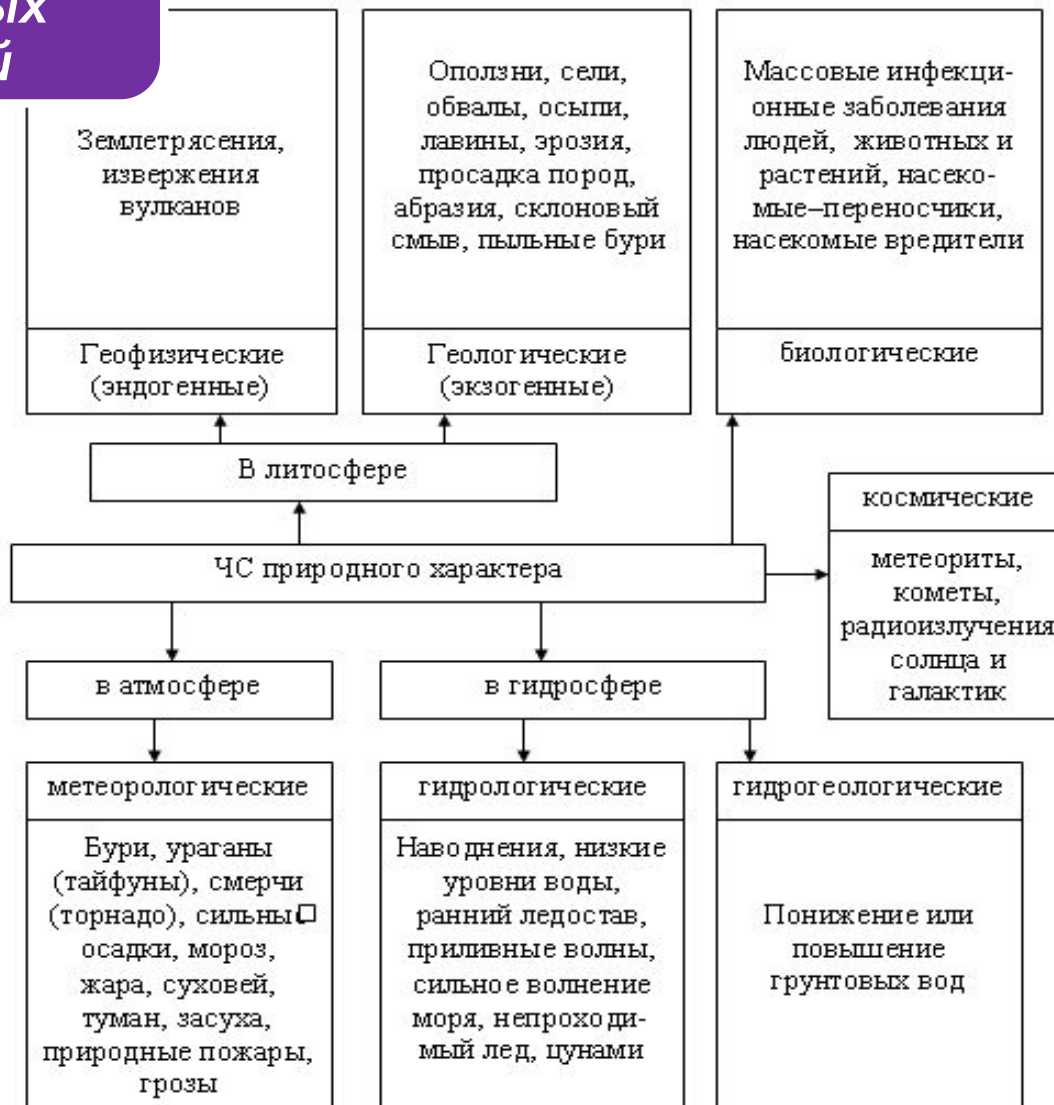 Землетрясения,
извержения
вулканов
Геофизические
(эндогенные)
Оползни, сели,
обвалы, осыпи,
лавины, эрозия,
просадка пород,
абразия, склоновый
смыв, пыльные бури
Геологические
(экзогенные)
Массовые инфекци-
онные заболевания
людей, животных и
растений, насеко-
мые–переносчики,
насекомые вредители
биологические
В литосфере
космические
метеориты,
кометы,
радиоизлучения
солнца и
галактик
ЧС природного характера
в атмосфере
в гидросфере
метеорологические
Бури, ураганы
(тайфуны), смерчи
(торнадо), сильны
осадки, мороз,
жара, суховей,
туман, засуха,
природные пожары,
грозы
гидрологические
Наводнения, низкие
уровни воды,
ранний ледостав,
приливные волны,
сильное волнение
моря, непроходи-
мый лед, цунами
гидрогеологические
Понижение или
повышение
грунтовых вод